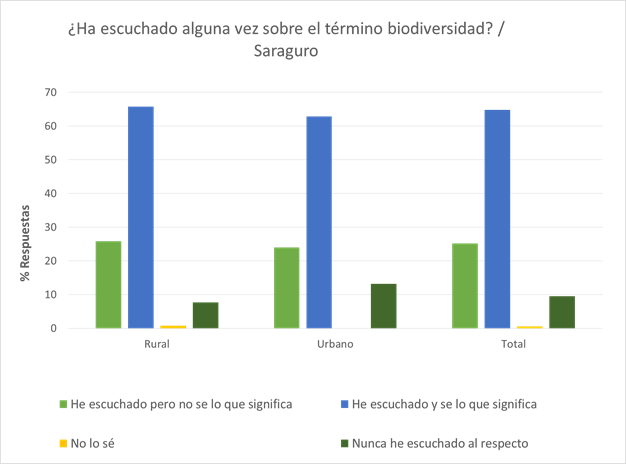 ¿Ha escuchado alguna vez sobre el término biodiversidad? /
Saraguro
% Respuestas
70
60
50
40
30
20
10
0
Rural Urbano Total
He escuchado pero no se lo que significa He escuchado y se lo que significa
No lo sé Nunca he escuchado al respecto